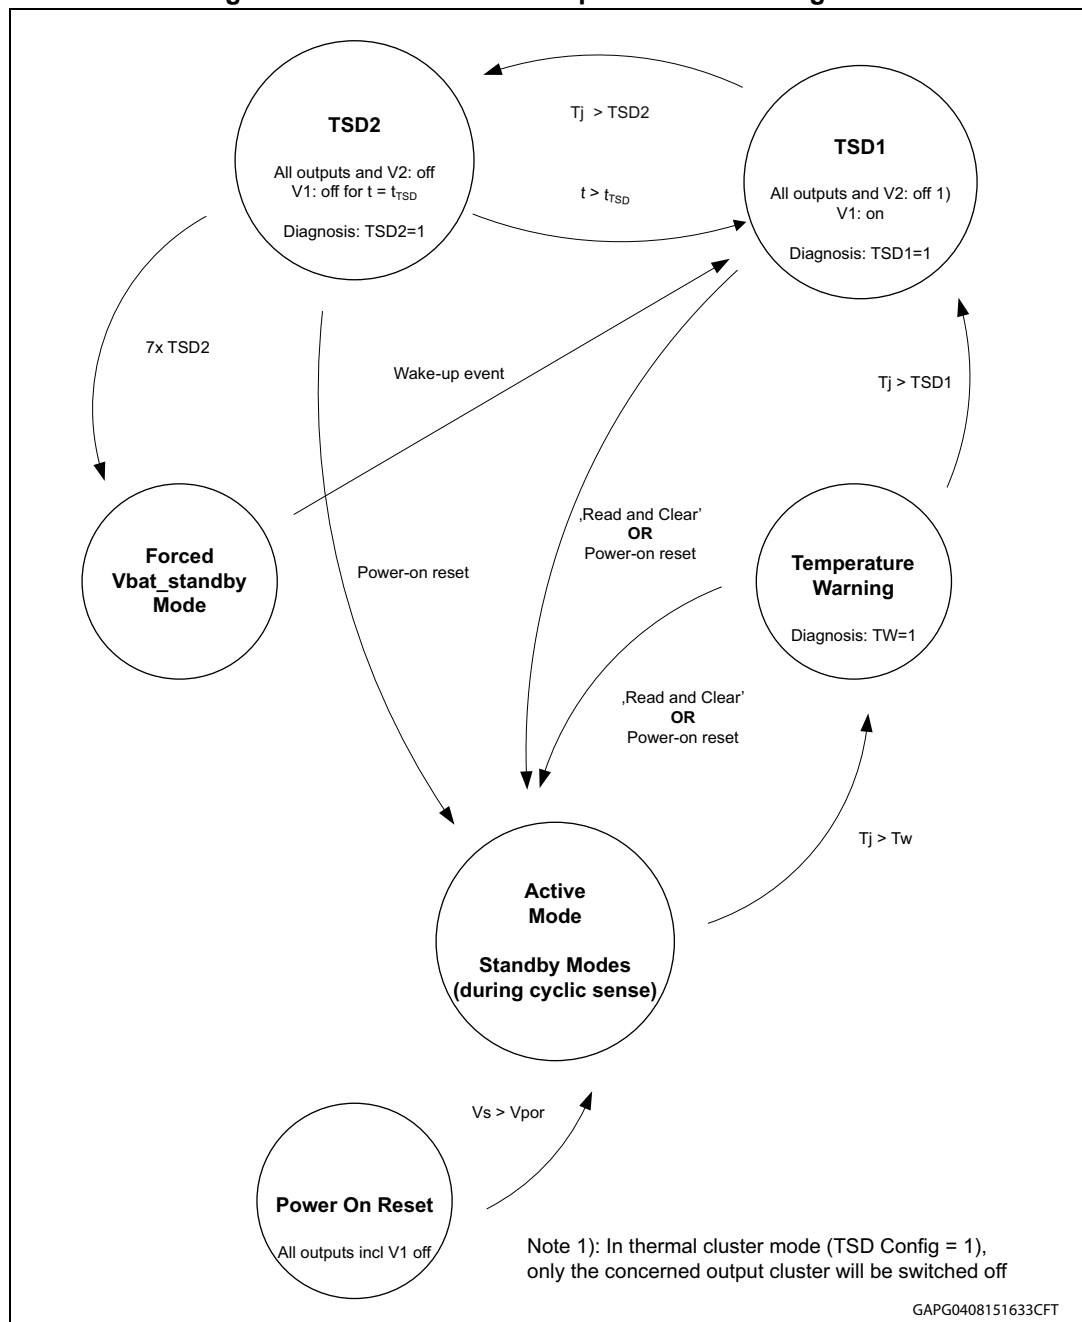 TSD2
All outputs and V2: off
V1: off for t = tTSD
Diagnosis: TSD2=1
Tj > TSD2
t > tTSD
TSD1
All outputs and V2: off 1)
V1: on
Diagnosis: TSD1=1
7x TSD2
Wake-up event
Tj > TSD1
Forced
Vbat_standby
Mode
Power-on reset
‚Read and Clear’
OR
Power-on reset
Temperature
Warning
Diagnosis: TW=1
‚Read and Clear’
OR
Power-on reset
Tj > Tw
Active
Mode
Standby Modes
(during cyclic sense)
Vs > Vpor
Power On Reset
All outputs incl V1 off
Note 1): In thermal cluster mode (TSD Config = 1),
only the concerned output cluster will be switched off
GAPG0408151633CFT